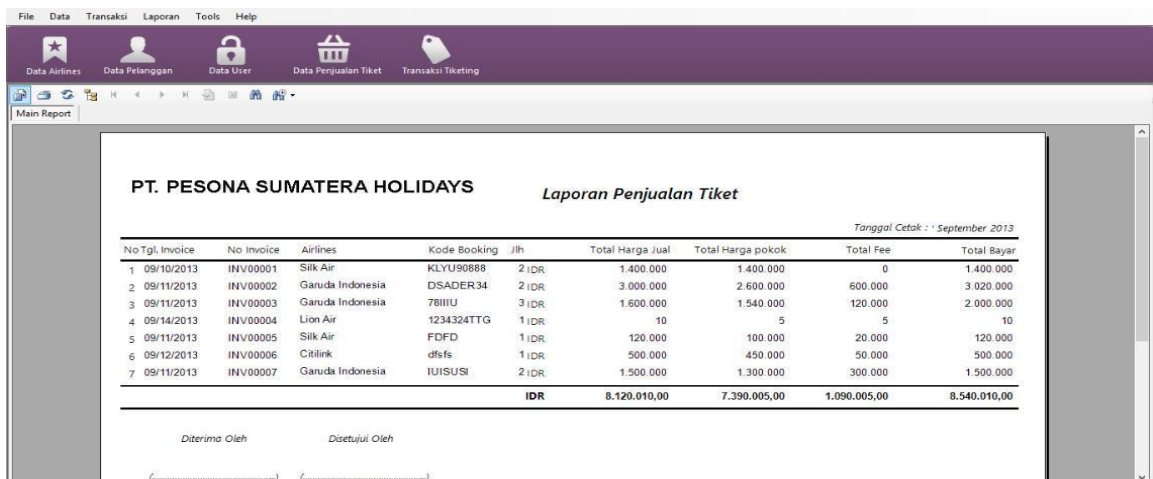 File Data Transaksi Laporan Tools Help
Data Airlines Data Pelanggan Data User Data Penjualan Tiket Transaksi Tiketing
Main Report
PT. PESONA SUMATERA HOLIDAYS Laporan Penjualan Tiket
Tanggal Cetak : ' September 2013
No Tgl. Invoice No Invoice Airlines Kode Booking Jlh Total Harga Jual Total Harga pokok Total Fee Total Bayar
1 09/10/2013 INV00001 Silk Air KLYU90888 2 IDR 1.400.000 1.400.000 0 1.400.000
2 09/11/2013 INV00002 Garuda Indonesia DSADER34 2 IDR 3.000.000 2.600.000 600.000 3.020.000
3 09/11/2013 INV00003 Garuda Indonesia 78IIIU 3 IDR 1.600.000 1.540.000 120.000 2.000.000
4 09/14/2013 INV00004 Lion Air 1234324TTG 1 IDR 10 5 5 10
5 09/11/2013 INV00005 Silk Air FDFD 1 IDR 120.000 100.000 20.000 120.000
6 09/12/2013 INV00006 Citilink dfsfs 1 IDR 500.000 450.000 50.000 500.000
7 09/11/2013 INV00007 Garuda Indonesia IUISUSI 2 IDR 1.500.000 1.300.000 300.000 1.500.000
IDR 8.120.010,00 7.390.005,00 1.090.005,00 8.540.010,00
Diterima Oleh Disetujui Oleh